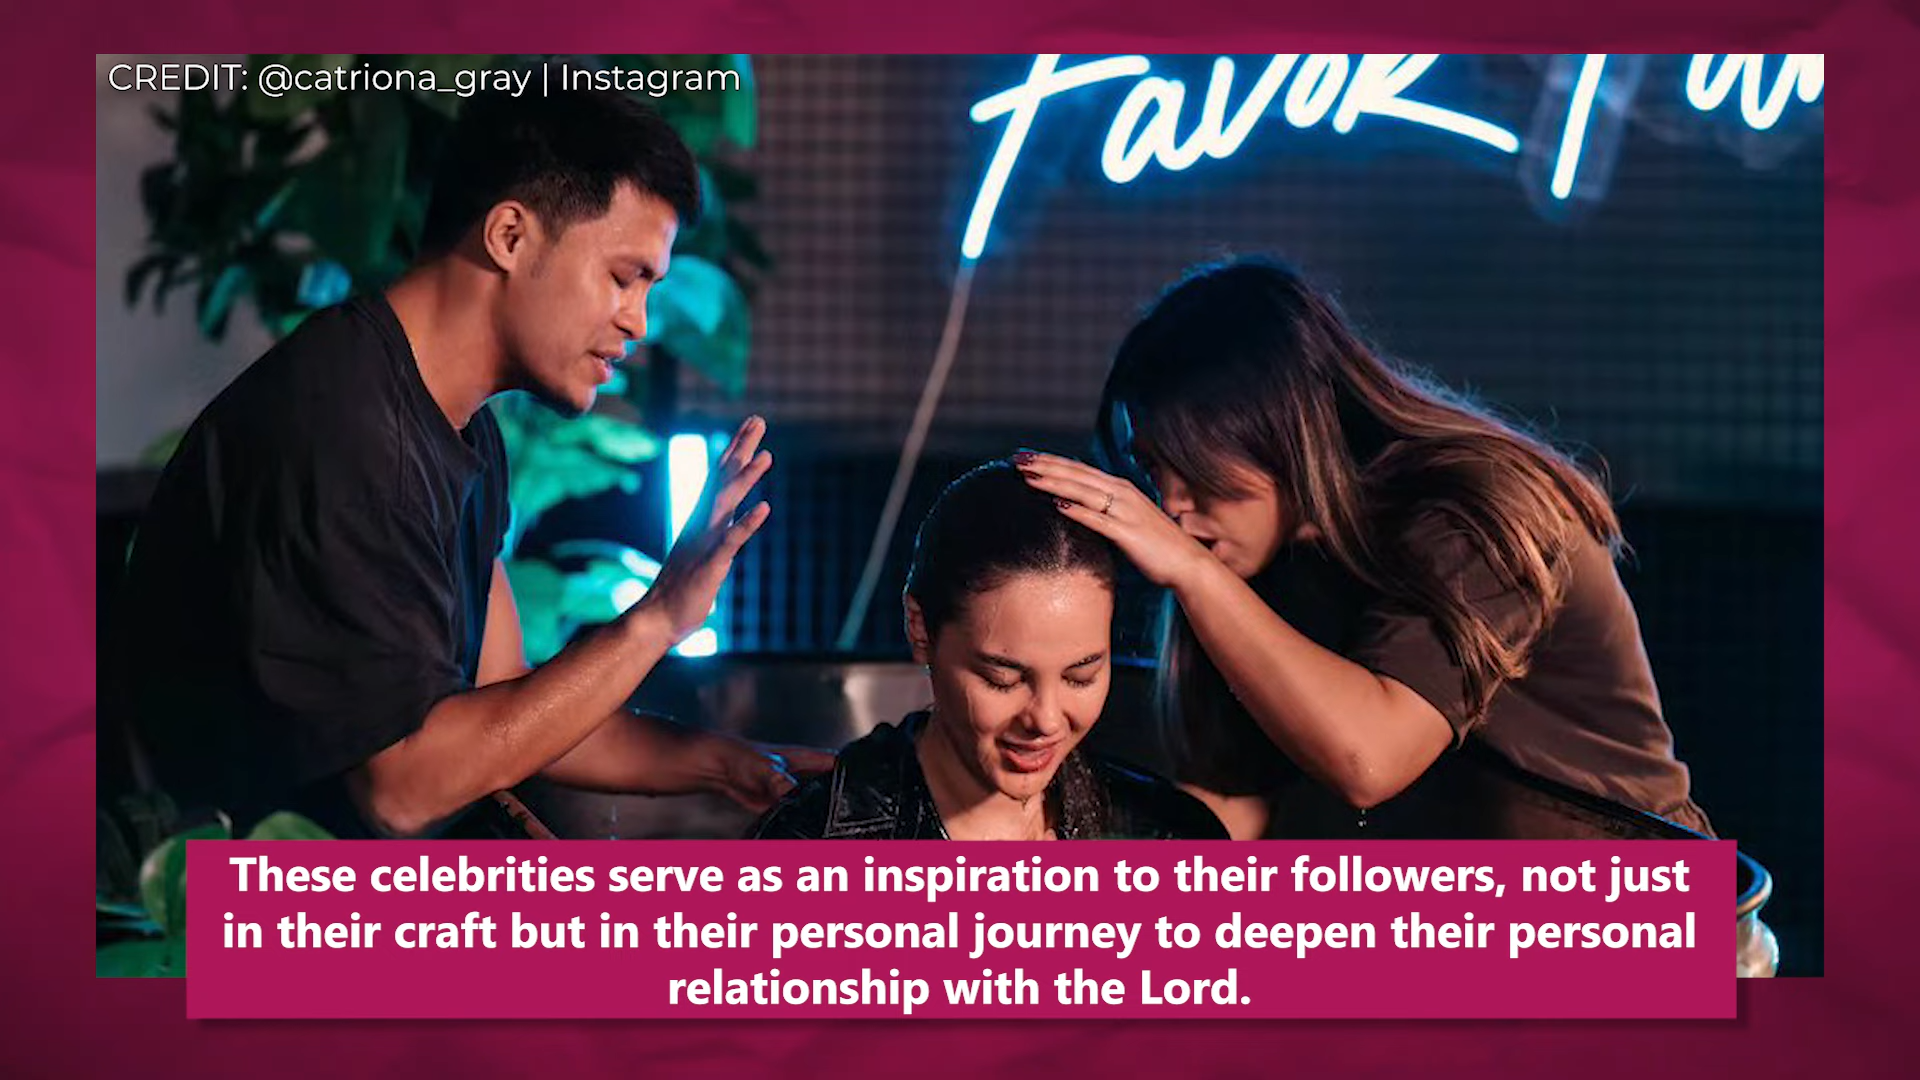 CREDIT: @catriona_gray | Instagram
Favor
These celebrities serve as an inspiration to their followers, not just
in their craft but in their personal journey to deepen their personal
relationship with the Lord.